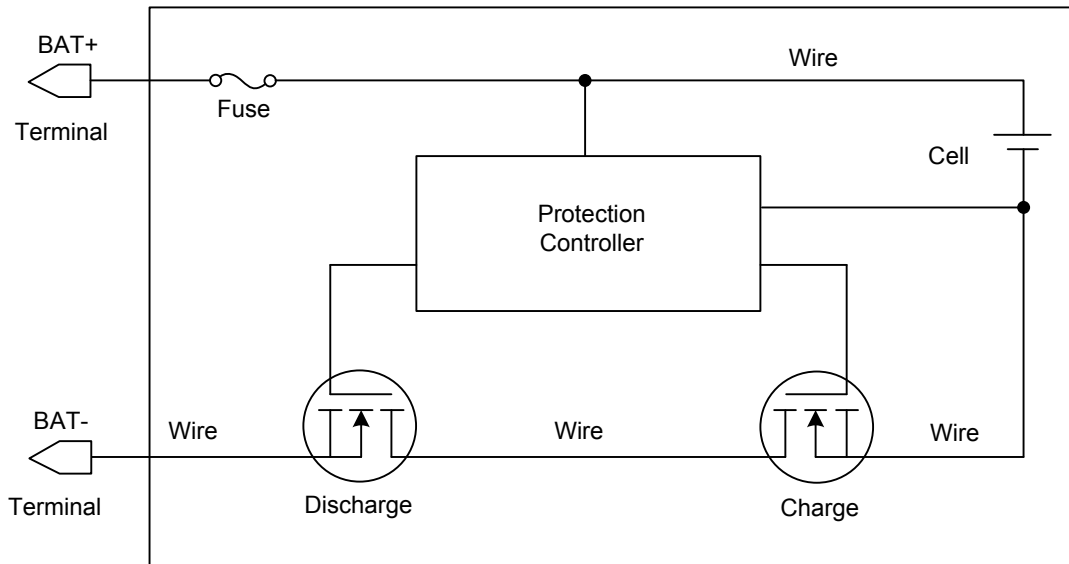 BAT+
Wire
Fuse
Terminal
Cell
Protection
Controller
BAT-
Wire
Wire
Wire
Terminal
Discharge
Charge